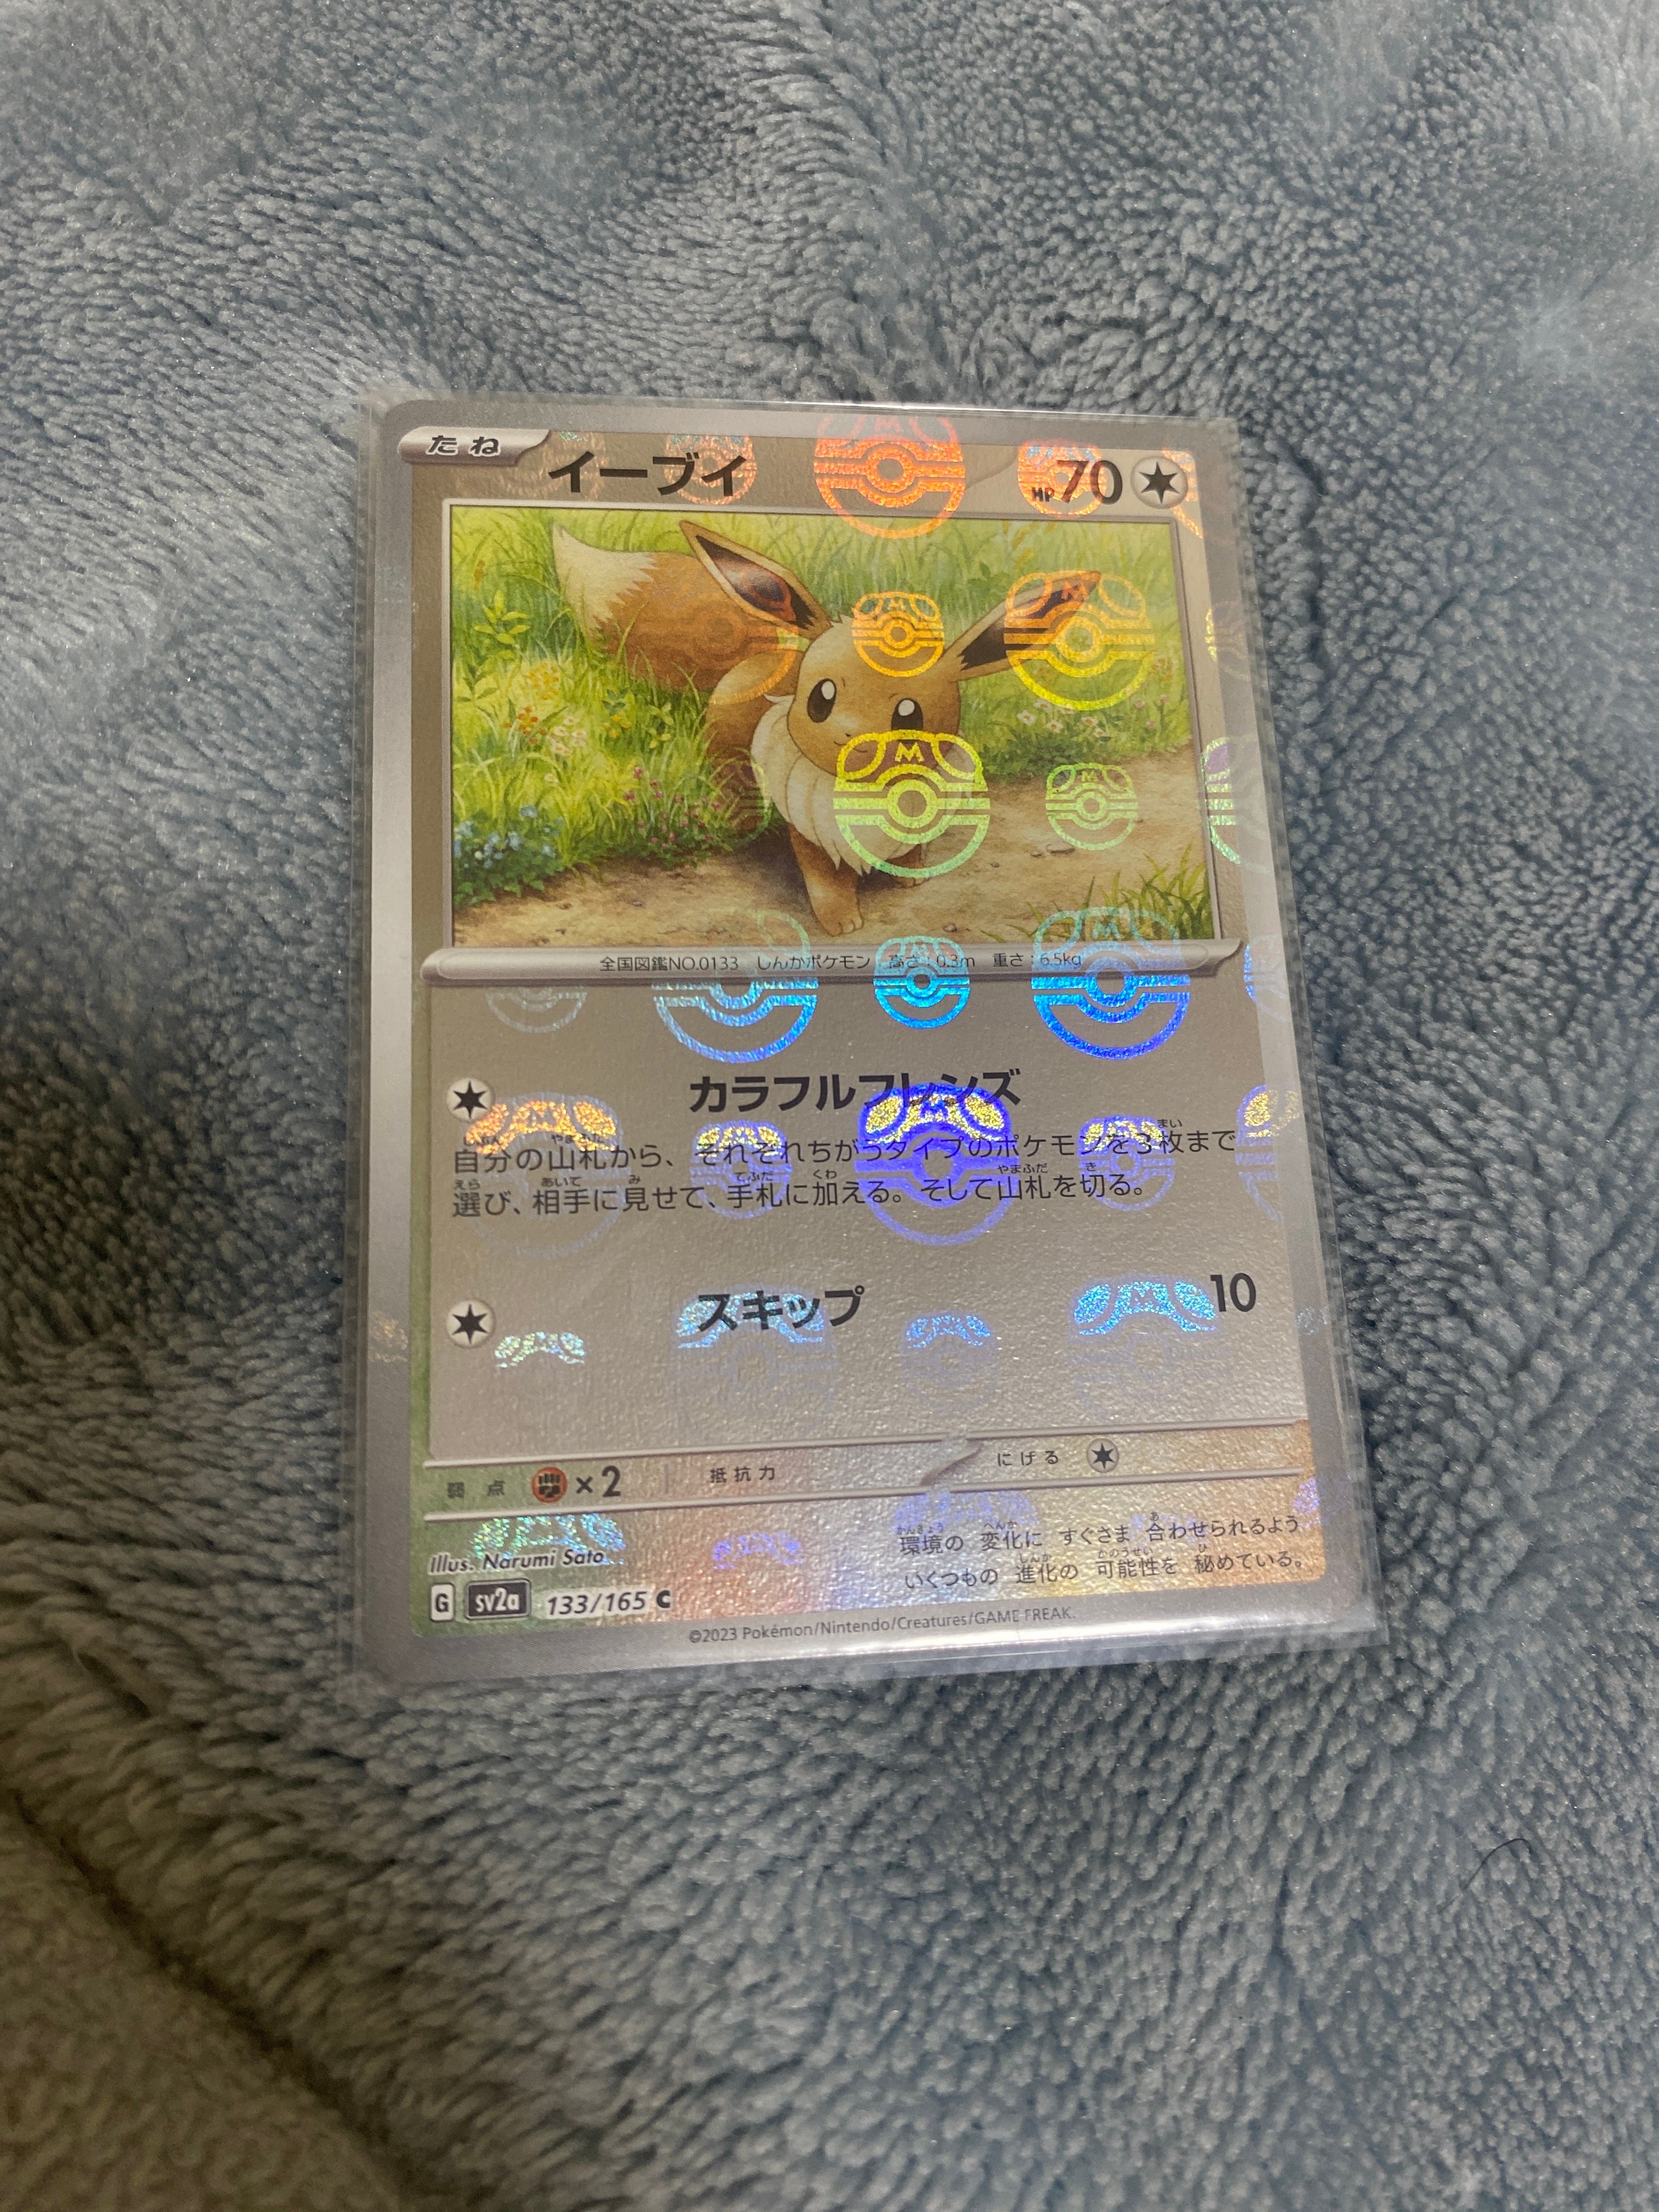 たね
イーブイ
HP70
全国図鑑NO.0133 しんかポケモン 高さ：0.3m 重さ：6.5kg
カラフルフレンズ
自分の山札から、それぞれちがうタイプのポケモンを3枚まで
選び、相手に見せて、手札に加える。そして山札を切る。
スキップ 10
弱点 ×2 抵抗力 にげる
環境の 変化に すぐさま 合わせられるよう
いくつもの 進化の 可能性を 秘めている。
Illus. Narumi Sato
G sv2a 133/165 C
©2023 Pokémon/Nintendo/Creatures/GAME FREAK.